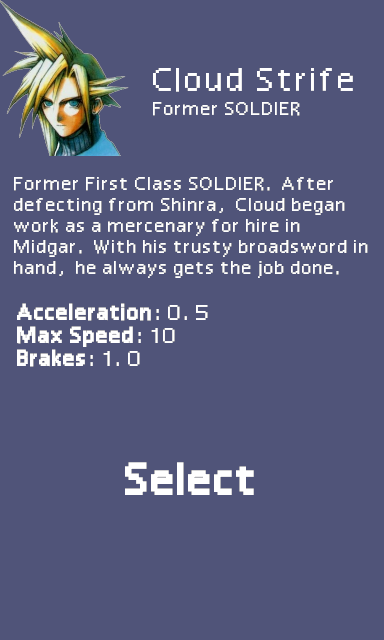 Cloud Strife
Former SOLDIER
Former First Class SOLDIER. After
defecting from Shinra, Cloud began
work as a mercenary for hire in
Midgar. With his trusty broadsword in
hand, he always gets the job done.
Acceleration: 0.5
Max Speed: 10
Brakes: 1.0
Select